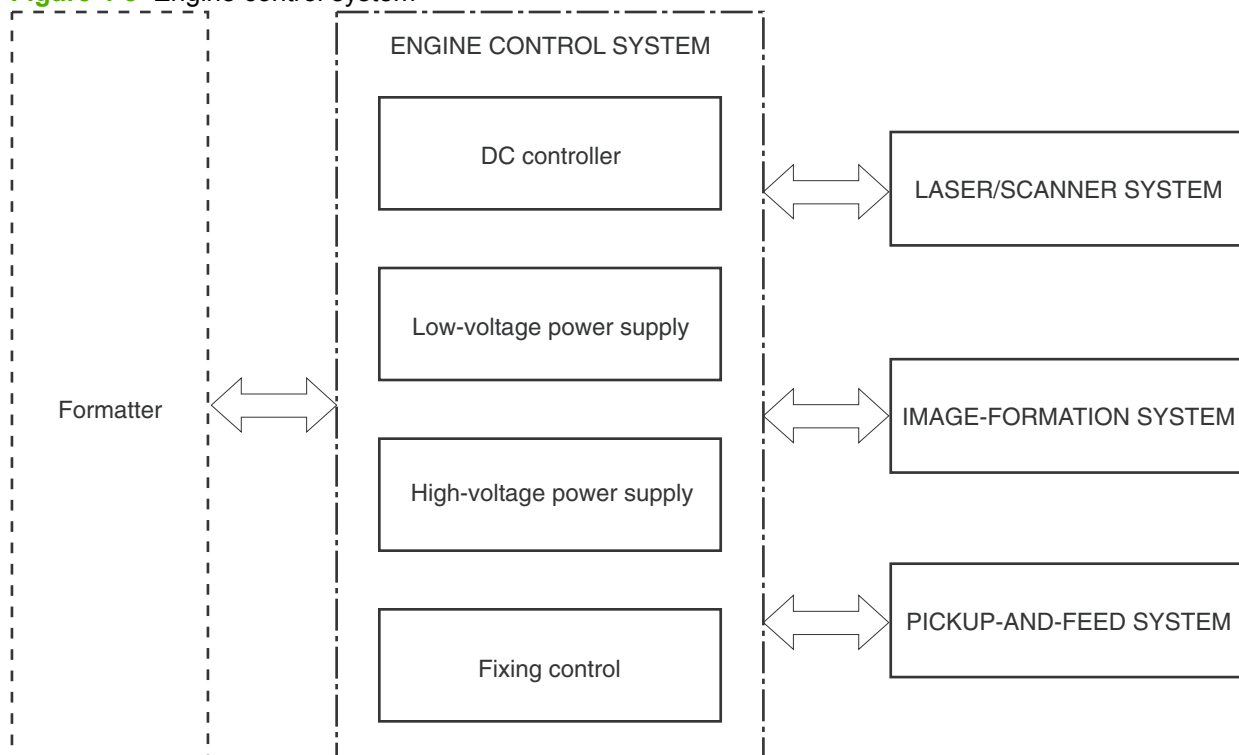 Engine control system
ENGINE CONTROL SYSTEM
DC controller
Low-voltage power supply
High-voltage power supply
Fixing control
Formatter
LASER/SCANNER SYSTEM
IMAGE-FORMATION SYSTEM
PICKUP-AND-FEED SYSTEM